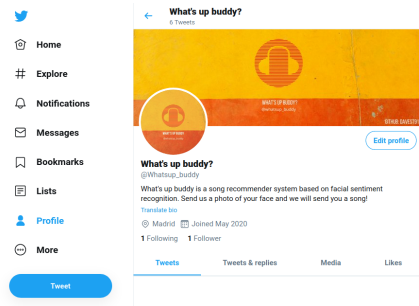 What's up buddy?
6 Tweets
Home
Explore
Notifications
Messages
Bookmarks
Lists
Profile
More
Tweet
WHAT'S UP BUDDY?
@whatsup_buddy
Edit profile
What's up buddy?
@Whatsup_buddy
What's up buddy is a song recommender system based on facial sentiment
recognition. Send us a photo of your face and we will send you a song!
Translate bio
Madrid Joined May 2020
1 Following 1 Follower
Tweets Tweets & replies Media Likes